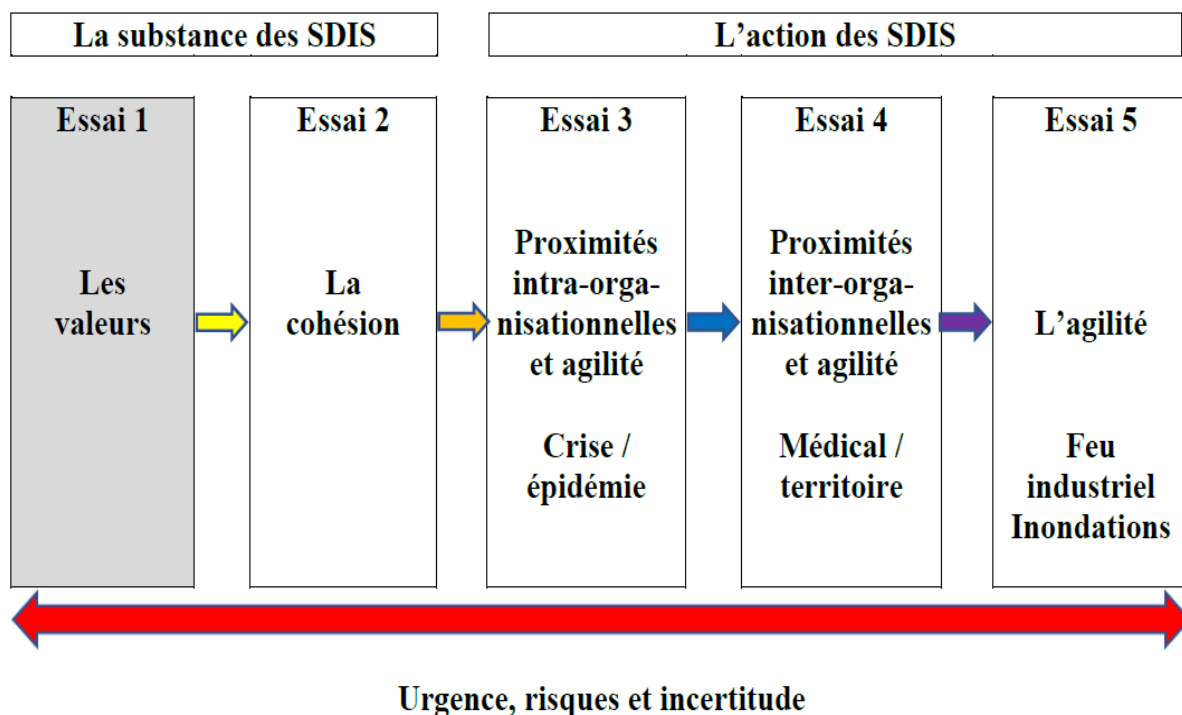 La substance des SDIS
L'action des SDIS
Essai 1
Les
valeurs
Essai 2
La
cohésion
Essai 3
Proximités
intra-orga-
nisationnelles
et agilité
Crise /
épidémie
Essai 4
Proximités
inter-orga-
nisationnelles
et agilité
Médical /
territoire
Essai 5
L'agilité
Feu
industriel
Inondations
Urgence, risques et incertitude